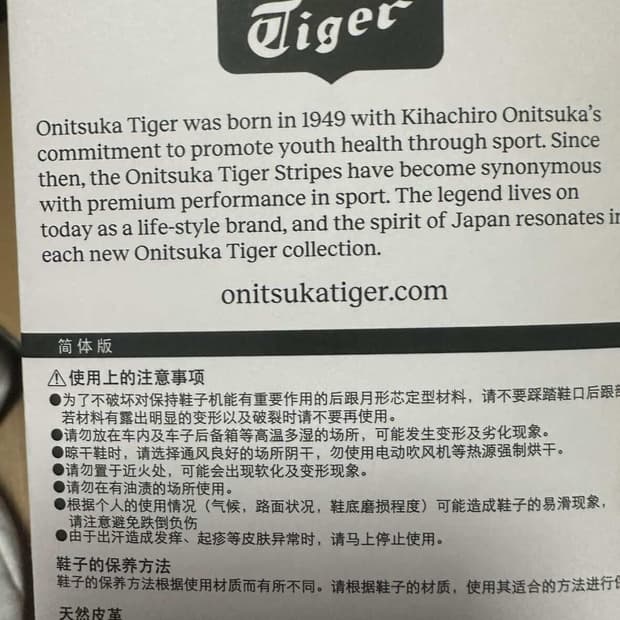 Tiger
Onitsuka Tiger was born in 1949 with Kihachiro Onitsuka's
commitment to promote youth health through sport. Since
then, the Onitsuka Tiger Stripes have become synonymous
with premium performance in sport. The legend lives on
today as a life-style brand, and the spirit of Japan resonates in
each new Onitsuka Tiger collection.
onitsukatiger.com
简体版
⚠使用上的注意事项
●为了不破坏对保持鞋子机能有重要作用的后跟月形芯定型材料，请不要踩踏鞋口后跟部
若材料有露出明显的变形以及破裂时请不要再使用。
●请勿放在车内及车子后备箱等高温多湿的场所，可能发生变形及劣化现象。
●晾干鞋时，请选择通风良好的场所阴干，勿使用电动吹风机等热源强制烘干。
●请勿置于近火处，可能会出现软化及变形现象。
●请勿在有油渍的场所使用。
●根据个人的使用情况（气候，路面状况，鞋底磨损程度）可能造成鞋子的易滑现象，
请注意避免跌倒负伤
●由于出汗造成发痒、起疹等皮肤异常时，请马上停止使用。
鞋子的保养方法
鞋子的保养方法根据使用材质而有所不同。请根据鞋子的材质，使用其适合的方法进行保
天然皮革